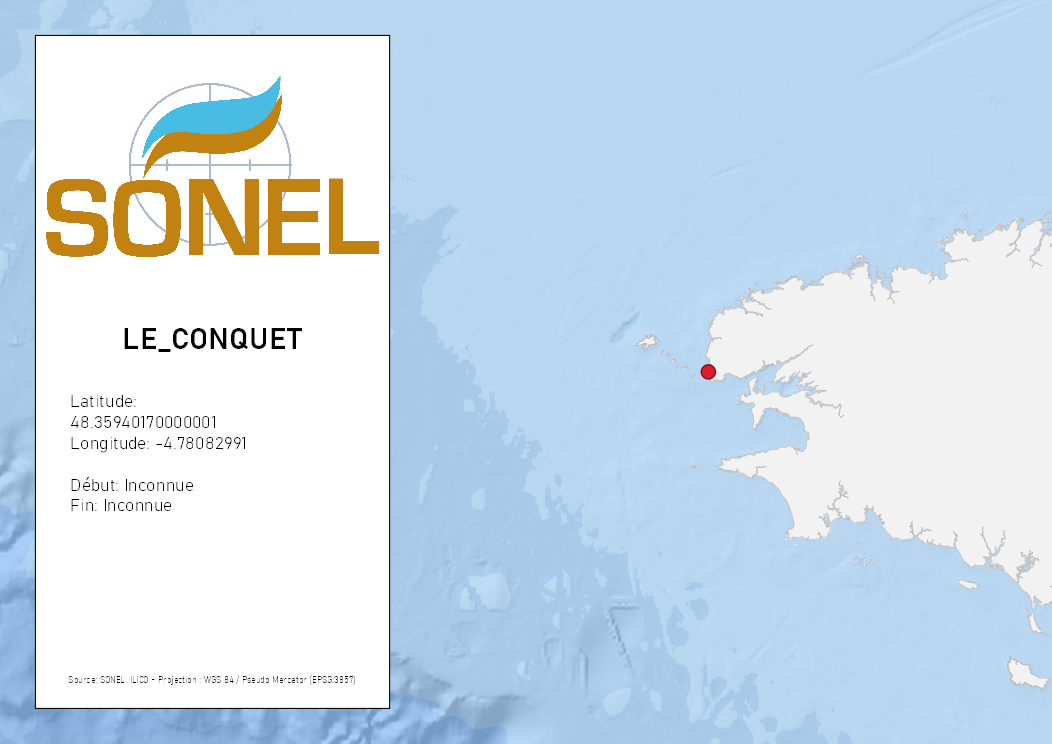 SONEL
LE_CONQUET
Latitude:
48.35940170000001
Longitude: -4.78082991
Début: Inconnue
Fin: Inconnue
Source: SONEL, ILICO - Projection : WGS 84 / Pseudo Mercator (EPSG:3857)